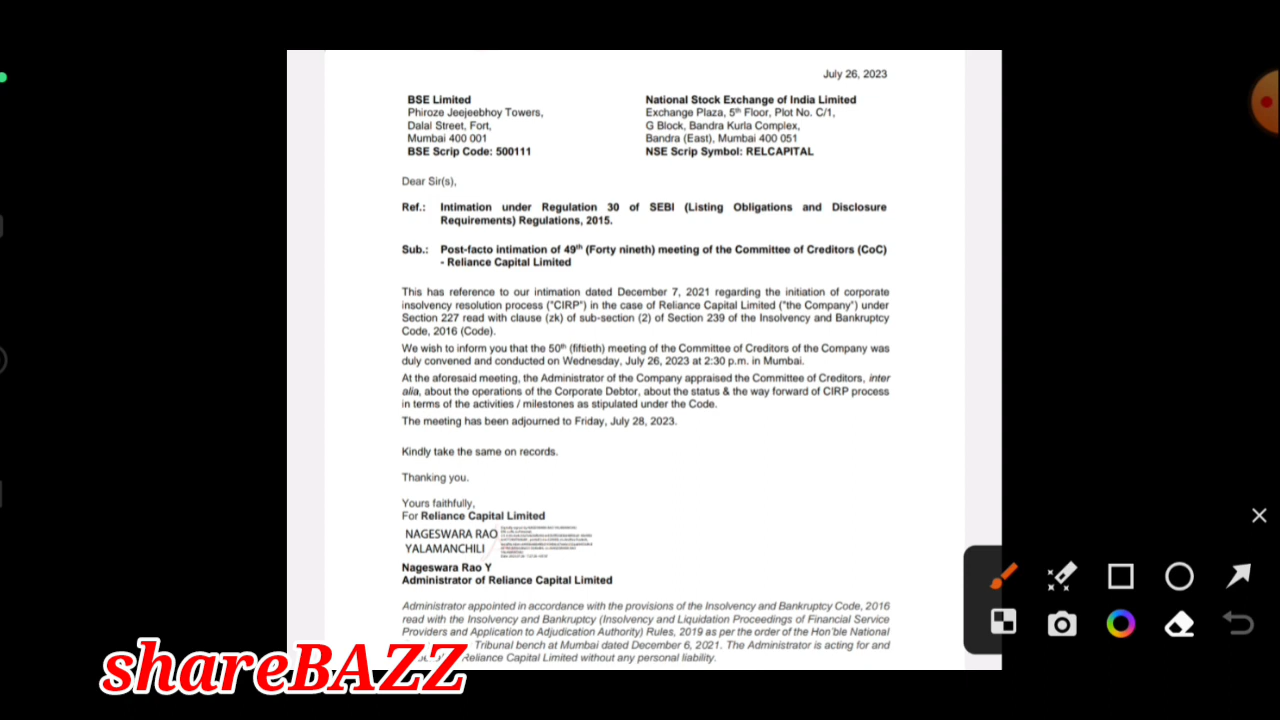 July 26, 2023
BSE Limited
Phiroze Jeejeebhoy Towers,
Dalal Street, Fort,
Mumbai 400 001
BSE Scrip Code: 500111
National Stock Exchange of India Limited
Exchange Plaza, 5th Floor, Plot No. C/1,
G Block, Bandra Kurla Complex,
Bandra (East), Mumbai 400 051
NSE Scrip Symbol: RELCAPITAL
Dear Sir(s),
Ref.: Intimation under Regulation 30 of SEBI (Listing Obligations and Disclosure
Requirements) Regulations, 2015.
Sub.: Post-facto intimation of 49th (Forty nineth) meeting of the Committee of Creditors (CoC)
- Reliance Capital Limited
This has reference to our intimation dated December 7, 2021 regarding the initiation of corporate
insolvency resolution process ("CIRP") in the case of Reliance Capital Limited ("the Company") under
Section 227 read with clause (zk) of sub-section (2) of Section 239 of the Insolvency and Bankruptcy
Code, 2016 (Code).
We wish to inform you that the 50th (fiftieth) meeting of the Committee of Creditors of the Company was
duly convened and conducted on Wednesday, July 26, 2023 at 2:30 p.m. in Mumbai.
At the aforesaid meeting, the Administrator of the Company appraised the Committee of Creditors, inter
alia, about the operations of the Corporate Debtor, about the status & the way forward of CIRP process
in terms of the activities / milestones as stipulated under the Code.
The meeting has been adjourned to Friday, July 28, 2023.
Kindly take the same on records.
Thanking you.
Yours faithfully,
For Reliance Capital Limited
NAGESWARA RAO
YALAMANCHILI
Nageswara Rao Y
Administrator of Reliance Capital Limited
Administrator appointed in accordance with the provisions of the Insolvency and Bankruptcy Code, 2016
read with the Insolvency and Bankruptcy (Insolvency and Liquidation Proceedings of Financial Service
Providers and Application to Adjudication Authority) Rules, 2019 as per the order of the Hon'ble National
Tribunal bench at Mumbai dated December 6, 2021. The Administrator is acting for and
Reliance Capital Limited without any personal liability.
shareBAZZ